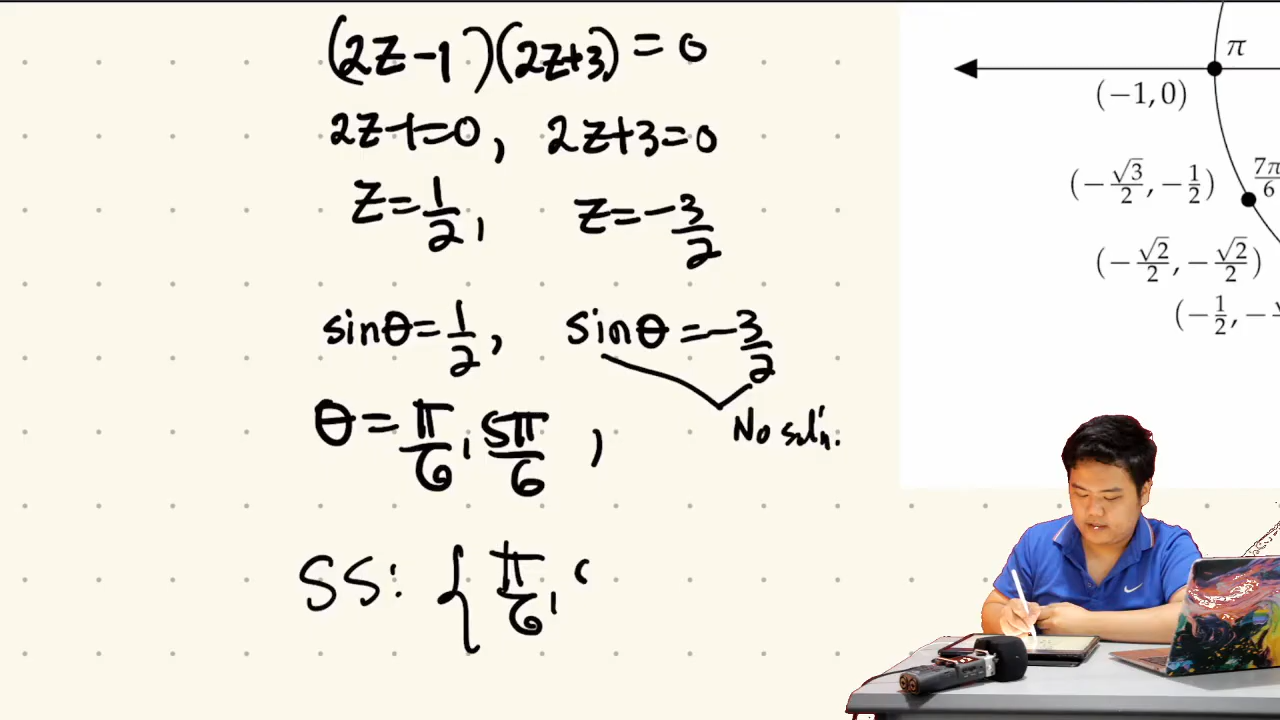 (2z-1)(2z+3)=0
2z-1=0, 2z+3=0
z=1/2, z=-3/2
sinθ=1/2, sinθ=-3/2
No sol'n.
θ=π/6, 5π/6,
SS: {π/6,
π
(−1, 0)
(−√3/2, −1/2)
7π/6
(−√2/2, −√2/2)
(−1/2, −